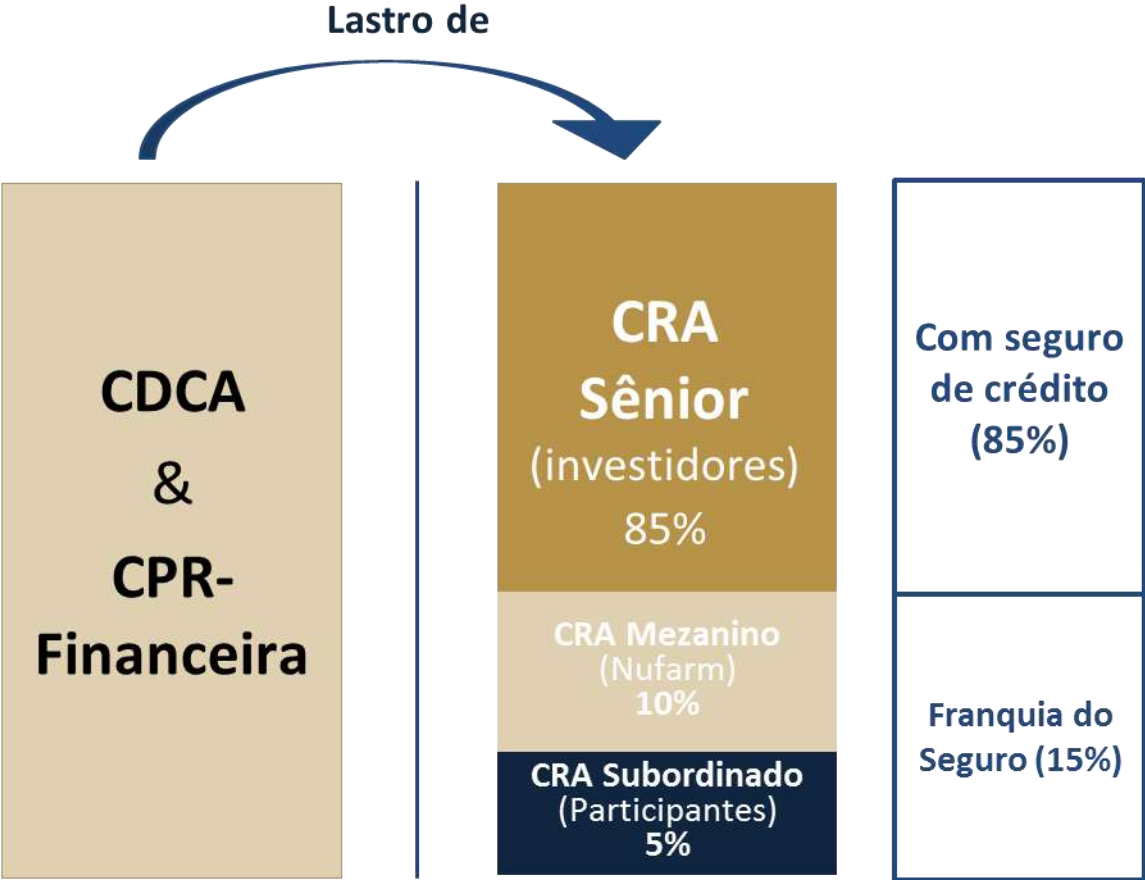 Lastro de
CDCA
&
CPR-
Financeira
CRA
Sênior
(investidores)
85%
CRA Mezanino
(Nufarm)
10%
CRA Subordinado
(Participantes)
5%
Com seguro
de crédito
(85%)
Franquia do
Seguro (15%)